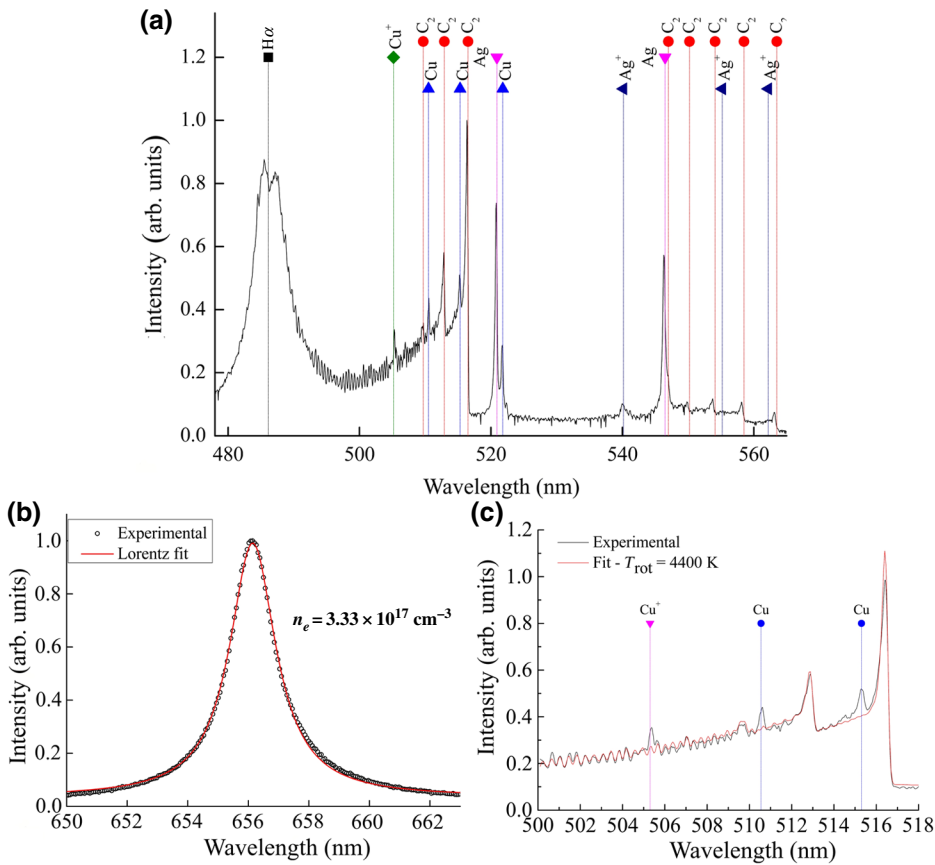 (a)
Hα
Cu⁺
C₂
C₂
C₂
C₂
C₂
C₂
C₂
C₂
Cu
Cu
Ag
Cu
Ag⁺
Ag
Ag⁺
Ag⁺
1.2
1.0
0.8
0.6
0.4
0.2
0.0
Intensity (arb. units)
480 500 520 540 560
Wavelength (nm)
(b)
Experimental
Lorentz fit
nₑ = 3.33 × 10¹⁷ cm⁻³
1.0
0.8
0.6
0.4
0.2
0.0
Intensity (arb. units)
650 652 654 656 658 660 662
Wavelength (nm)
(c)
Experimental
Fit - T_rot = 4400 K
Cu⁺
Cu
Cu
1.2
1.0
0.8
0.6
0.4
0.2
0.0
Intensity (arb. units)
500 502 504 506 508 510 512 514 516 518
Wavelength (nm)